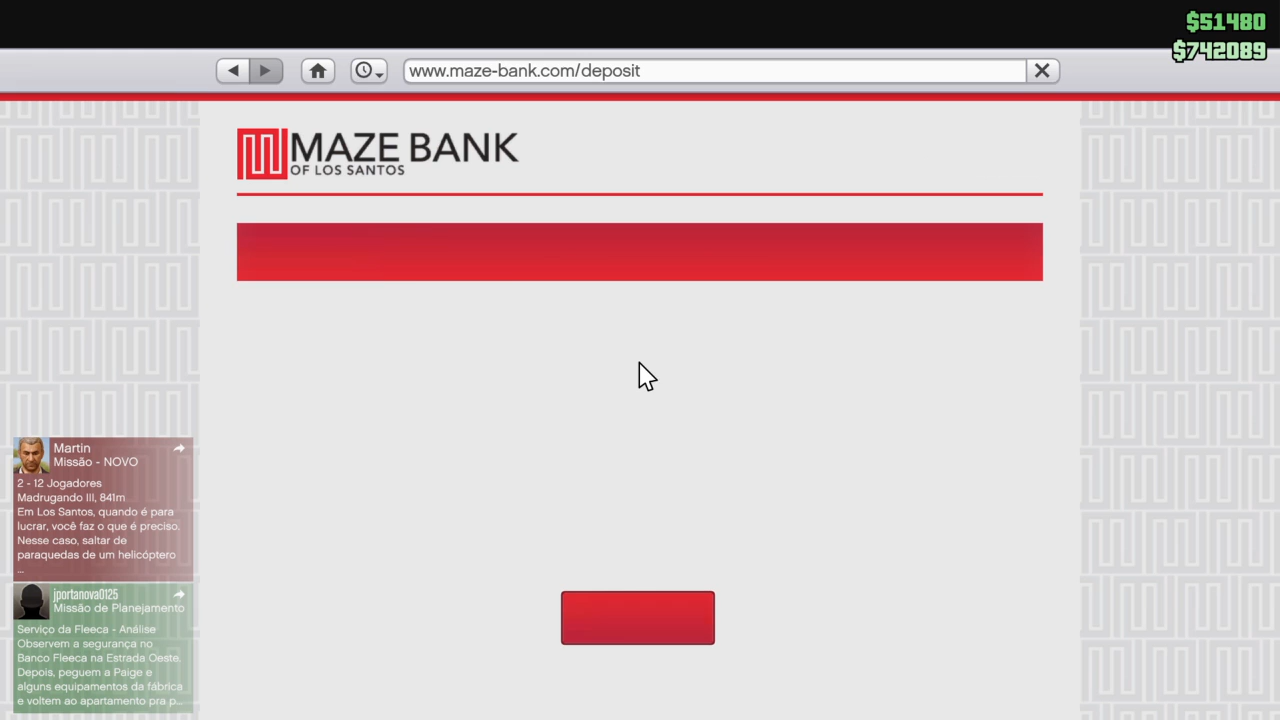 $51480
$742089
www.maze-bank.com/deposit
MAZE BANK
OF LOS SANTOS
Martin
Missão - NOVO
2 - 12 Jogadores
Madrugando III, 841m
Em Los Santos, quando é para
lucrar, você faz o que é preciso.
Nesse caso, saltar de
paraquedas de um helicóptero
...
jportanova0125
Missão de Planejamento
Serviço da Fleeca - Análise
Observem a segurança no
Banco Fleeca na Estrada Oeste.
Depois, peguem a Paige e
alguns equipamentos da fábrica
e voltem ao apartamento pra p...